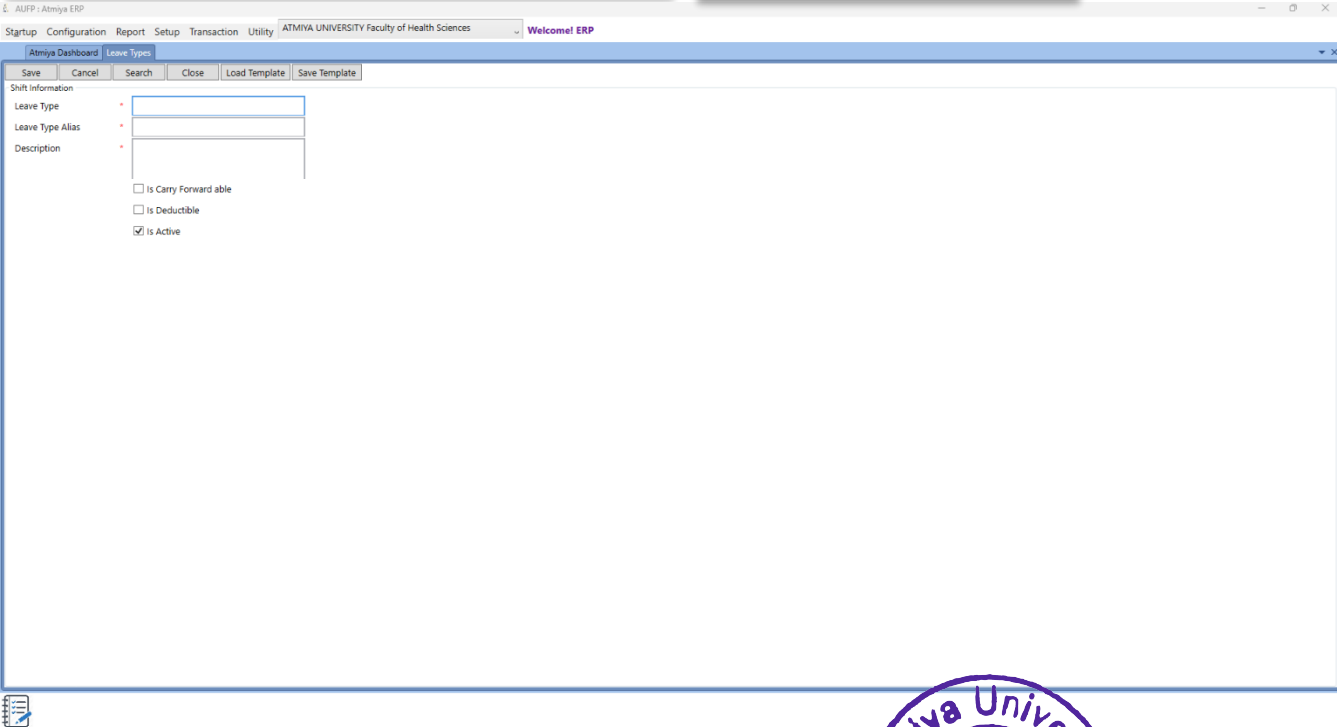 AUFP : Atmiya ERP
Startup Configuration Report Setup Transaction Utility ATMIYA UNIVERSITY Faculty of Health Sciences Welcome! ERP
Atmiya Dashboard Leave Types
Save Cancel Search Close Load Template Save Template
Shift Information
Leave Type *
Leave Type Alias *
Description *
Is Carry Forward able
Is Deductible
Is Active